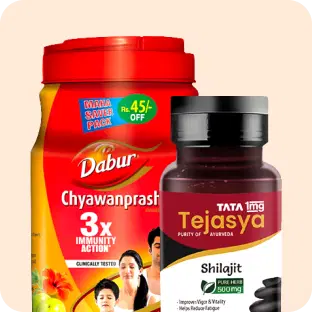 MAHA
SAVER
PACK
Rs. 45/-
OFF
Dabur
Chyawanprash
3x
IMMUNITY
ACTION*
CLINICALLY TESTED
TATA 1mg
Tejasya
PURITY OF AYURVEDA
Shilajit
PURE HERB
500mg
- Improves Vigor & Vitality
- Helps Reduce Fatigue